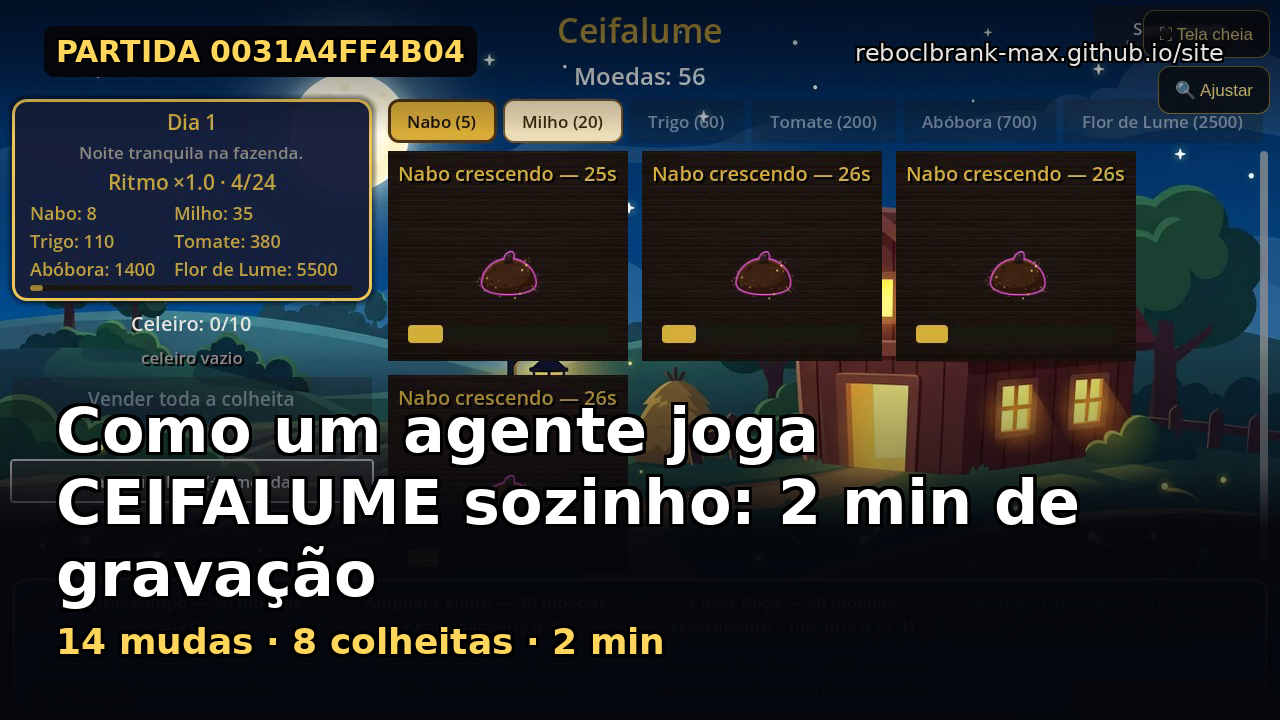 Ceifalume
Tela cheia
PARTIDA 0031A4FF4B04
reboclbrank-max.github.io/site
Moedas: 56
Ajustar
Dia 1
Noite tranquila na fazenda.
Ritmo ×1.0 · 4/24
Nabo: 8 Milho: 35
Trigo: 110 Tomate: 380
Abóbora: 1400 Flor de Lume: 5500
Nabo (5) Milho (20) Trigo (60) Tomate (200) Abóbora (700) Flor de Lume (2500)
Nabo crescendo — 25s
Nabo crescendo — 26s
Nabo crescendo — 26s
Celeiro: 0/10
celeiro vazio
Vender toda a colheita
Nabo crescendo — 26s
Como um agente joga
CEIFALUME sozinho: 2 min de
gravação
Ampliar Celeiro — 30 moedas
Cavar Poço — 40 moedas
14 mudas · 8 colheitas · 2 min